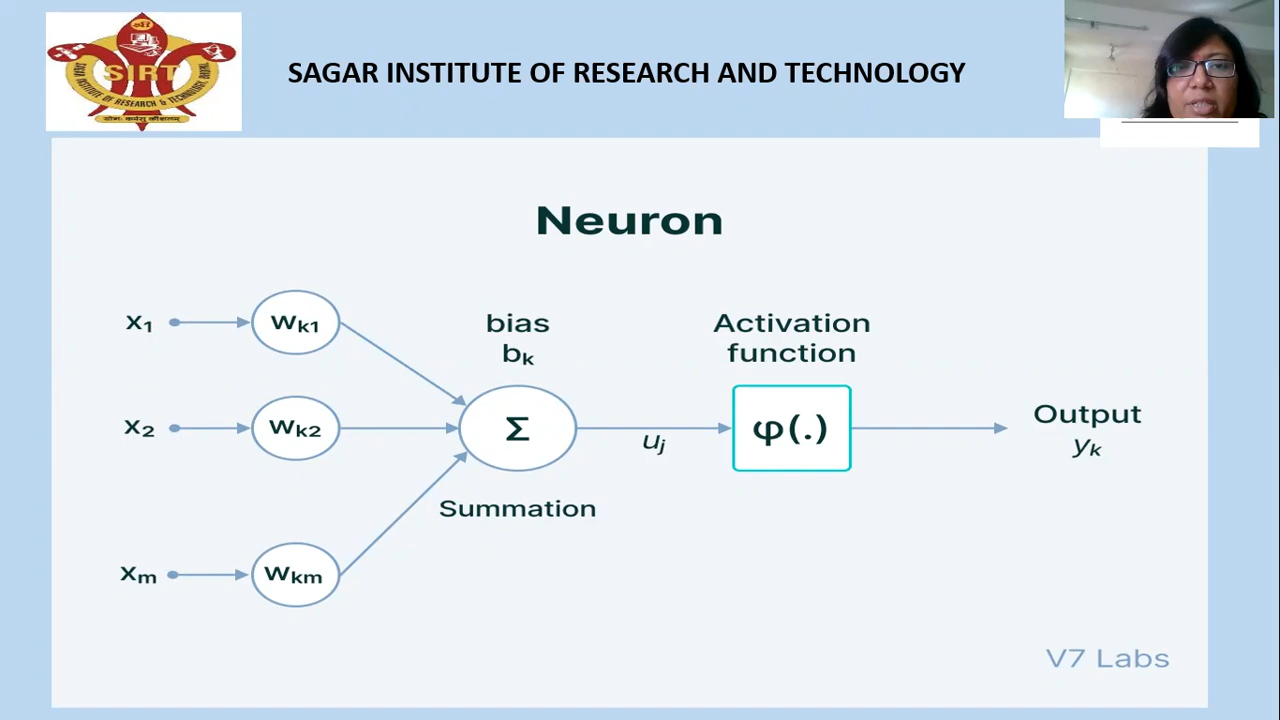 SIRT
SAGAR INSTITUTE OF RESEARCH AND TECHNOLOGY
Neuron
x1
wk1
bias
bk
Activation
function
x2
wk2
Σ
uj
φ(.)
Output
yk
Summation
xm
wkm
V7 Labs